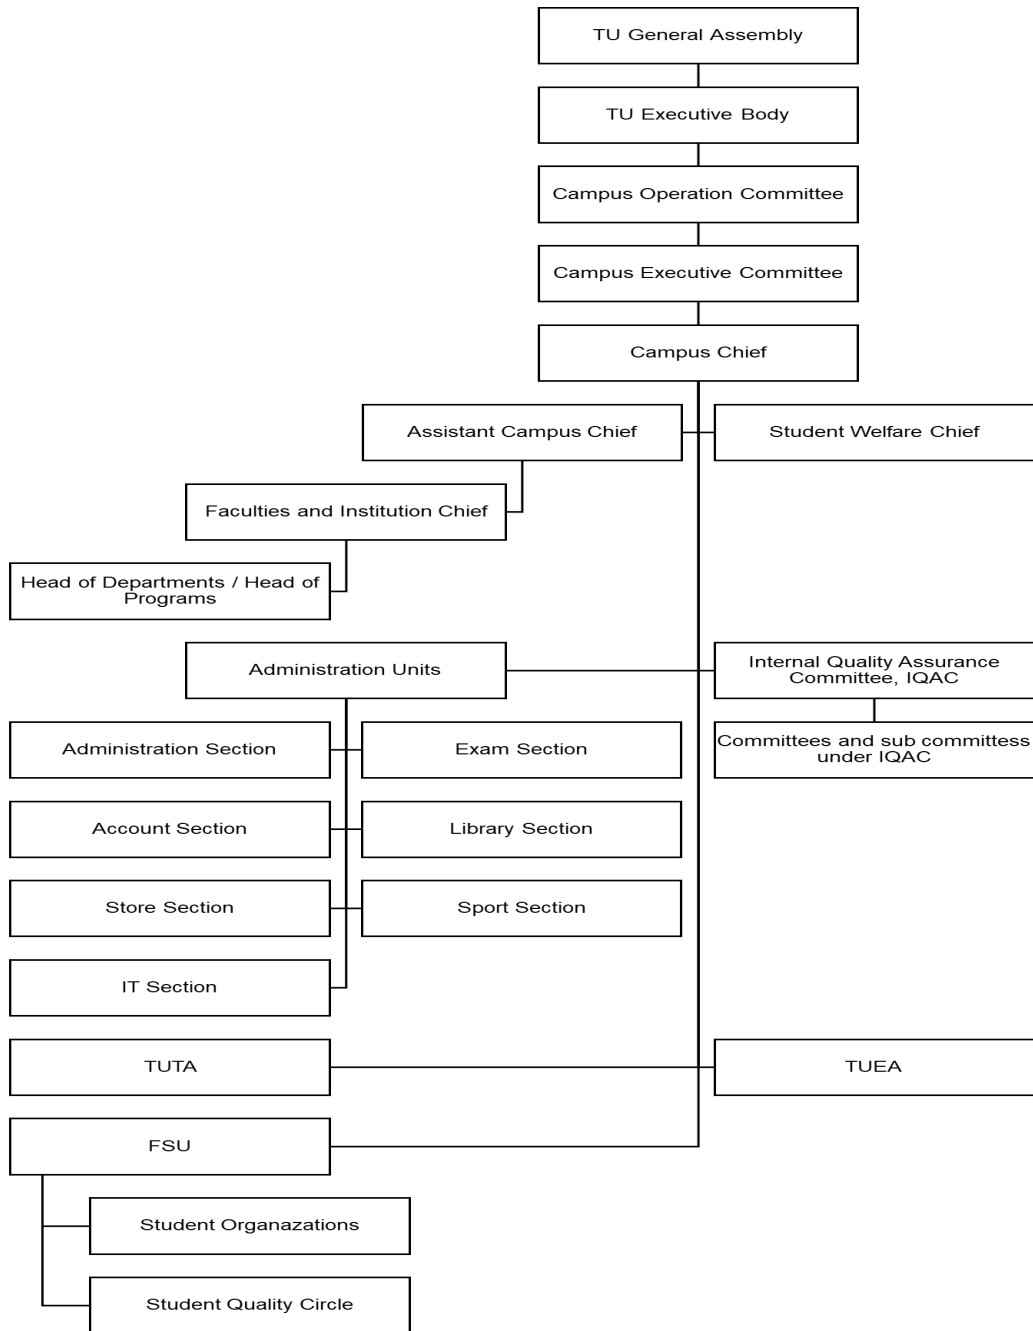 TU General Assembly
TU Executive Body
Campus Operation Committee
Campus Executive Committee
Campus Chief
Assistant Campus Chief
Student Welfare Chief
Faculties and Institution Chief
Head of Departments / Head of
Programs
Administration Units
Internal Quality Assurance
Committee, IQAC
Administration Section
Exam Section
Committees and sub committess
under IQAC
Account Section
Library Section
Store Section
Sport Section
IT Section
TUTA
TUEA
FSU
Student Organazations
Student Quality Circle